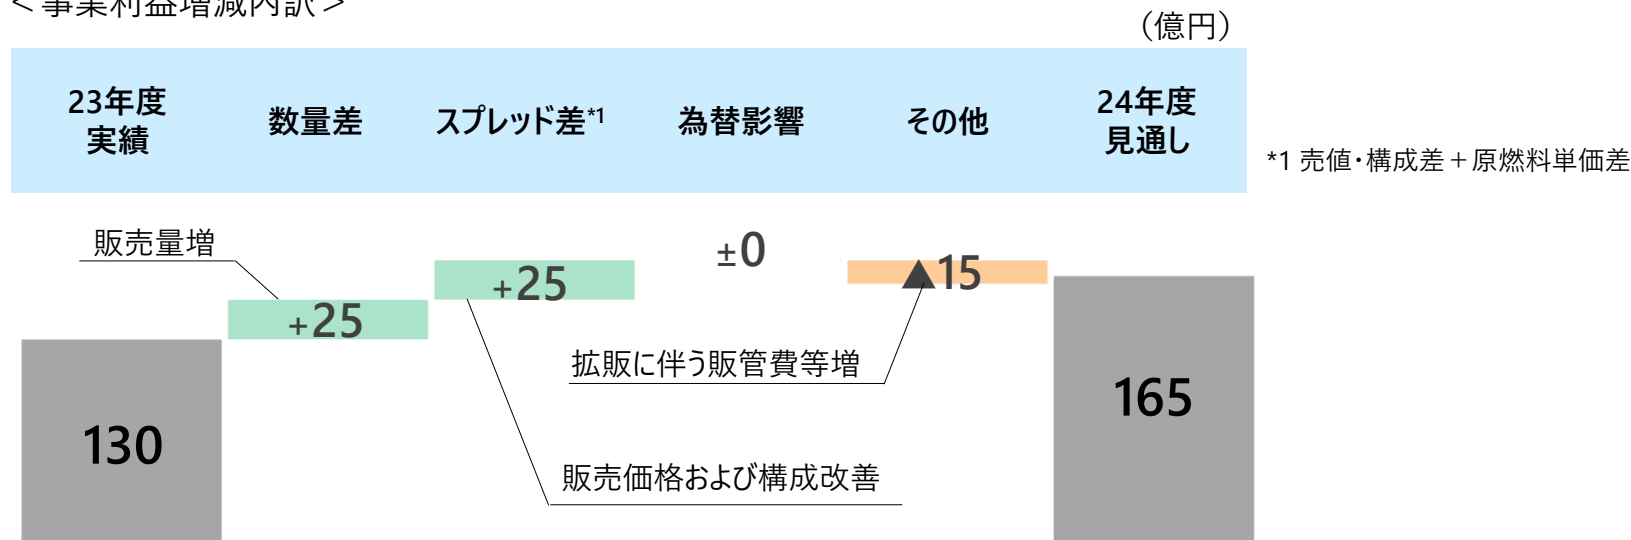 ＜事業利益増減内訳＞
（億円）
23年度
実績
数量差
スプレッド差*1
為替影響
その他
24年度
見通し
*1 売値・構成差＋原燃料単価差
販売量増
±0
+25
▲15
+25
拡販に伴う販管費等増
165
130
販売価格および構成改善